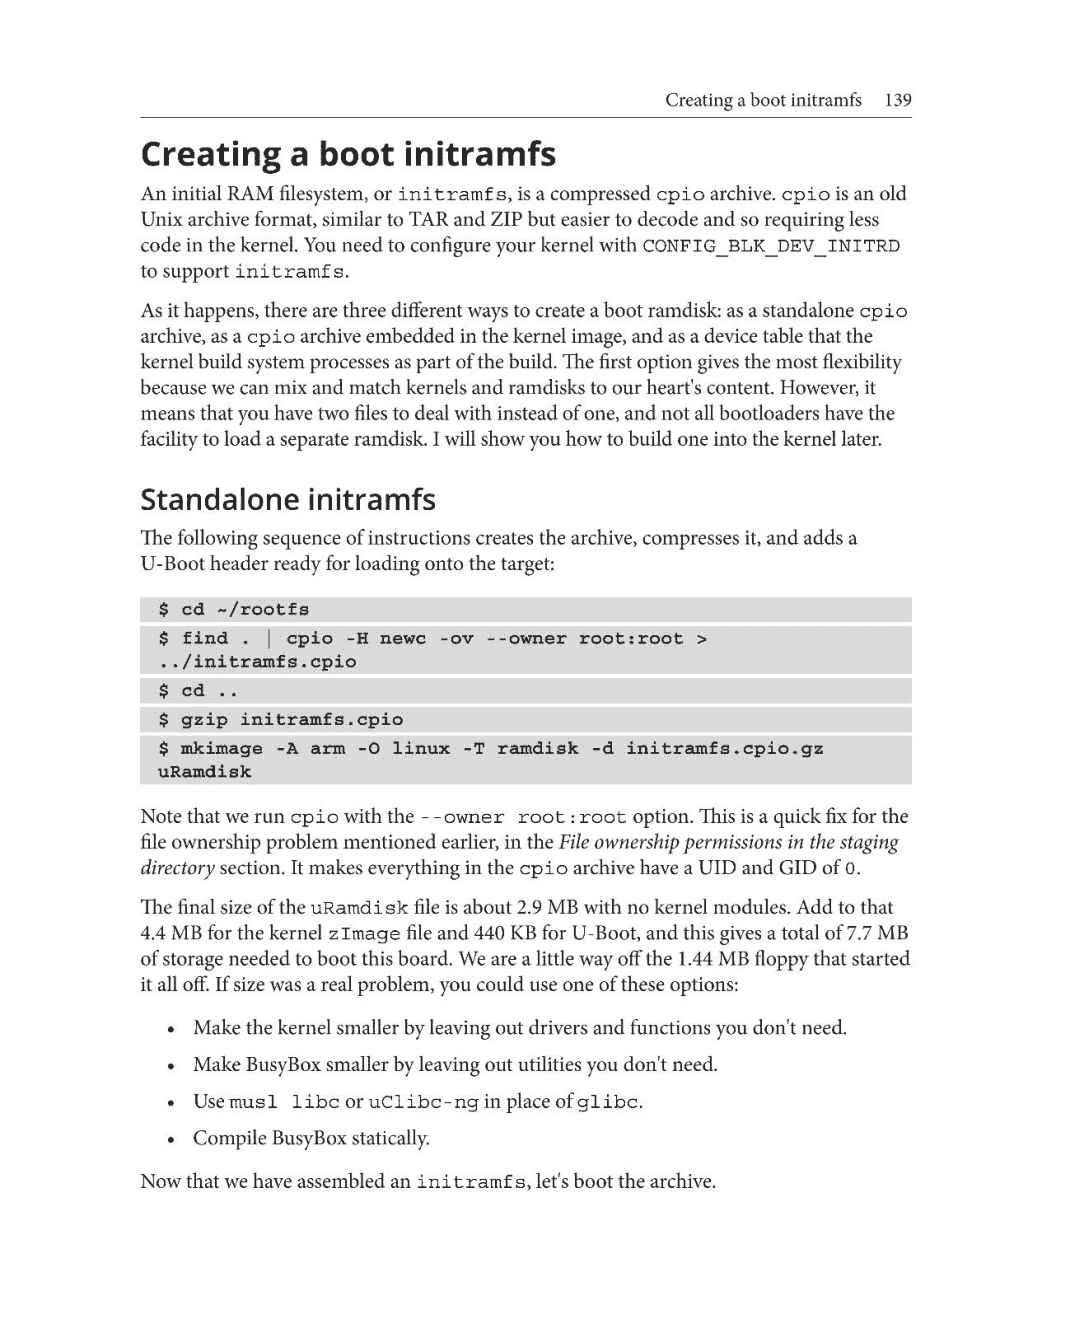 Creating a boot initramfs 139
Creating a boot initramfs
An initial RAM filesystem, or initramfs, is a compressed cpio archive. cpio is an old
Unix archive format, similar to TAR and ZIP but easier to decode and so requiring less
code in the kernel. You need to configure your kernel with CONFIG_BLK_DEV_INITRD
to support initramfs.
As it happens, there are three different ways to create a boot ramdisk: as a standalone cpio
archive, as a cpio archive embedded in the kernel image, and as a device table that the
kernel build system processes as part of the build. The first option gives the most flexibility
because we can mix and match kernels and ramdisks to our heart's content. However, it
means that you have two files to deal with instead of one, and not all bootloaders have the
facility to load a separate ramdisk. I will show you how to build one into the kernel later.
Standalone initramfs
The following sequence of instructions creates the archive, compresses it, and adds a
U-Boot header ready for loading onto the target:
$ cd ~/rootfs
$ find . | cpio -H newc -ov --owner root:root >
../initramfs.cpio
$ cd ..
$ gzip initramfs.cpio
$ mkimage -A arm -O linux -T ramdisk -d initramfs.cpio.gz
uRamdisk
Note that we run cpio with the --owner root:root option. This is a quick fix for the
file ownership problem mentioned earlier, in the File ownership permissions in the staging
directory section. It makes everything in the cpio archive have a UID and GID of 0.
The final size of the uRamdisk file is about 2.9 MB with no kernel modules. Add to that
4.4 MB for the kernel zImage file and 440 KB for U-Boot, and this gives a total of 7.7 MB
of storage needed to boot this board. We are a little way off the 1.44 MB floppy that started
it all off. If size was a real problem, you could use one of these options:
• Make the kernel smaller by leaving out drivers and functions you don't need.
• Make BusyBox smaller by leaving out utilities you don't need.
• Use musl libc or uClibc-ng in place of glibc.
• Compile BusyBox statically.
Now that we have assembled an initramfs, let's boot the archive.